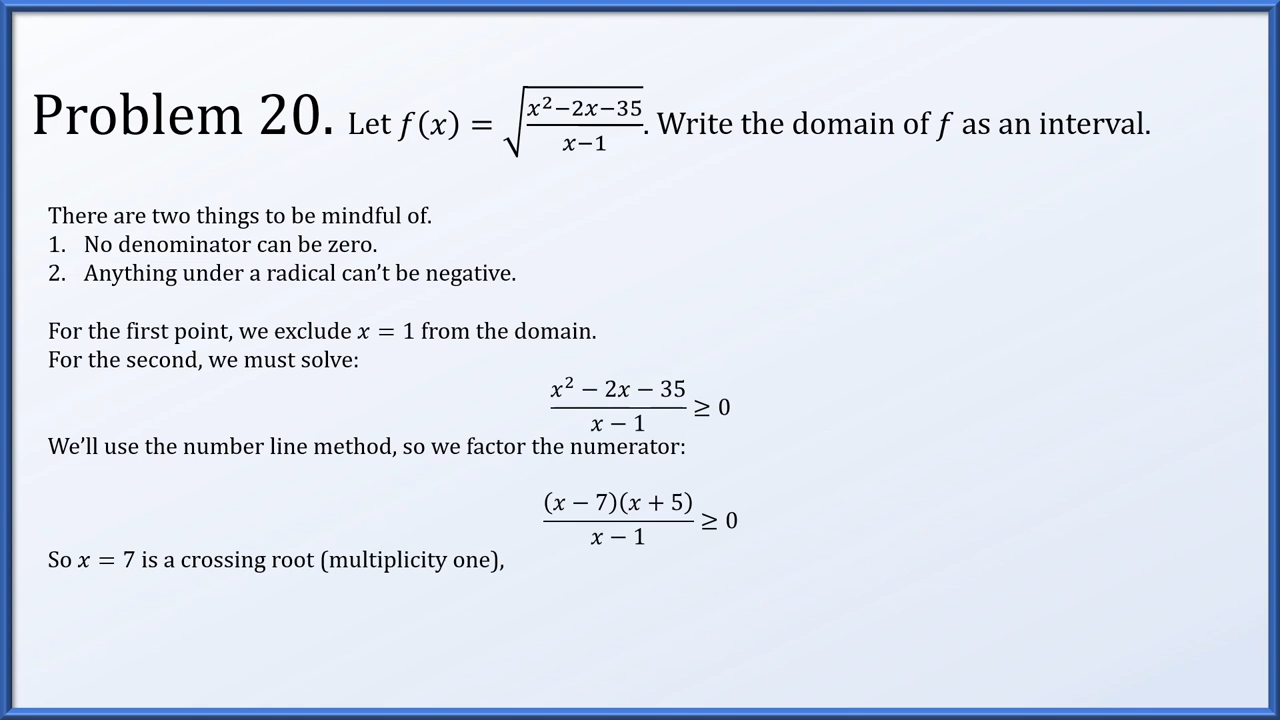 Problem 20. Let f(x) = √((x²−2x−35)/(x−1)). Write the domain of f as an interval.
There are two things to be mindful of.
1. No denominator can be zero.
2. Anything under a radical can’t be negative.
For the first point, we exclude x = 1 from the domain.
For the second, we must solve:
(x² − 2x − 35)/(x − 1) ≥ 0
We’ll use the number line method, so we factor the numerator:
((x − 7)(x + 5))/(x − 1) ≥ 0
So x = 7 is a crossing root (multiplicity one),